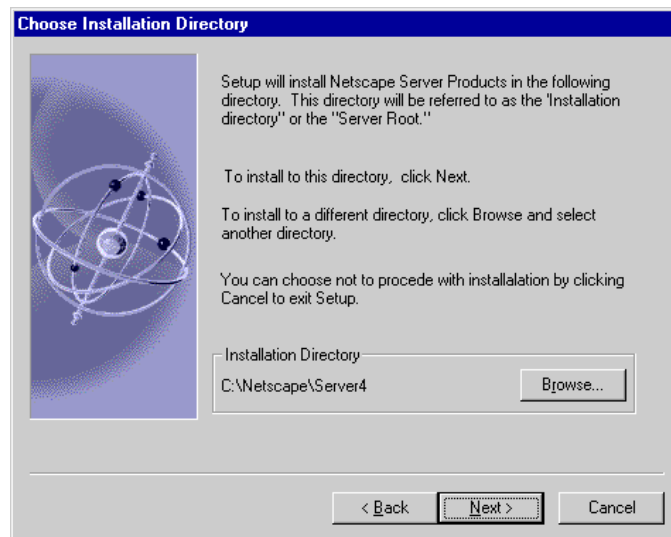 Choose Installation Directory
Setup will install Netscape Server Products in the following
directory. This directory will be referred to as the 'Installation
directory" or the "Server Root."
To install to this directory, click Next.
To install to a different directory, click Browse and select
another directory.
You can choose not to procede with installalation by clicking
Cancel to exit Setup.
Installation Directory
C:\Netscape\Server4
Browse...
< Back
Next >
Cancel